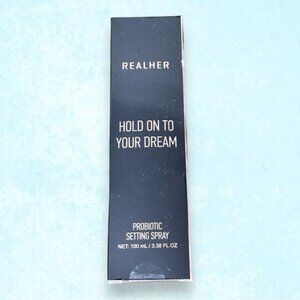 REALHER
HOLD ON TO
YOUR DREAM
PROBIOTIC
SETTING SPRAY
NET: 100 mL / 3.38 FL OZ